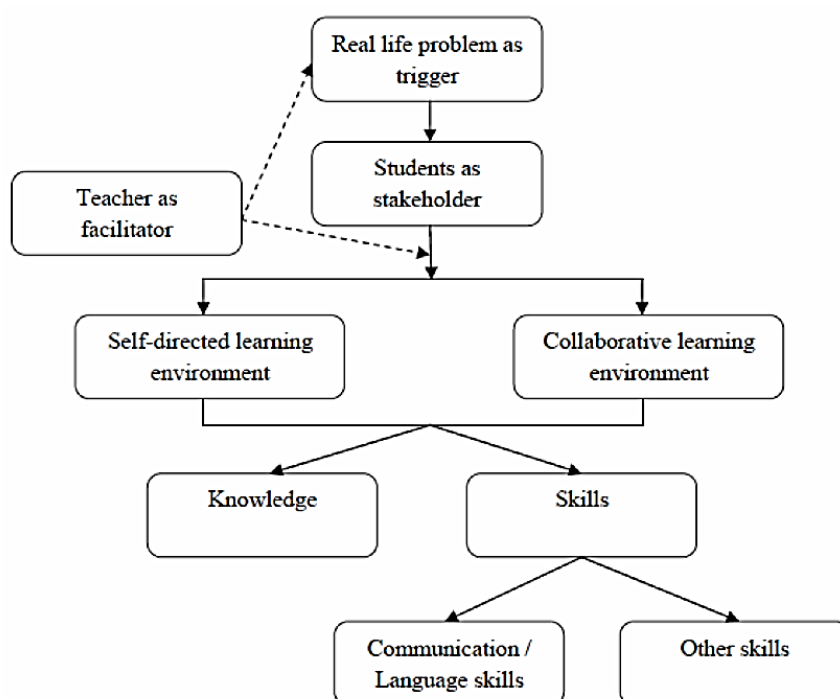 Real life problem as
trigger
Students as
stakeholder
Teacher as
facilitator
Self-directed learning
environment
Collaborative learning
environment
Knowledge
Skills
Communication /
Language skills
Other skills